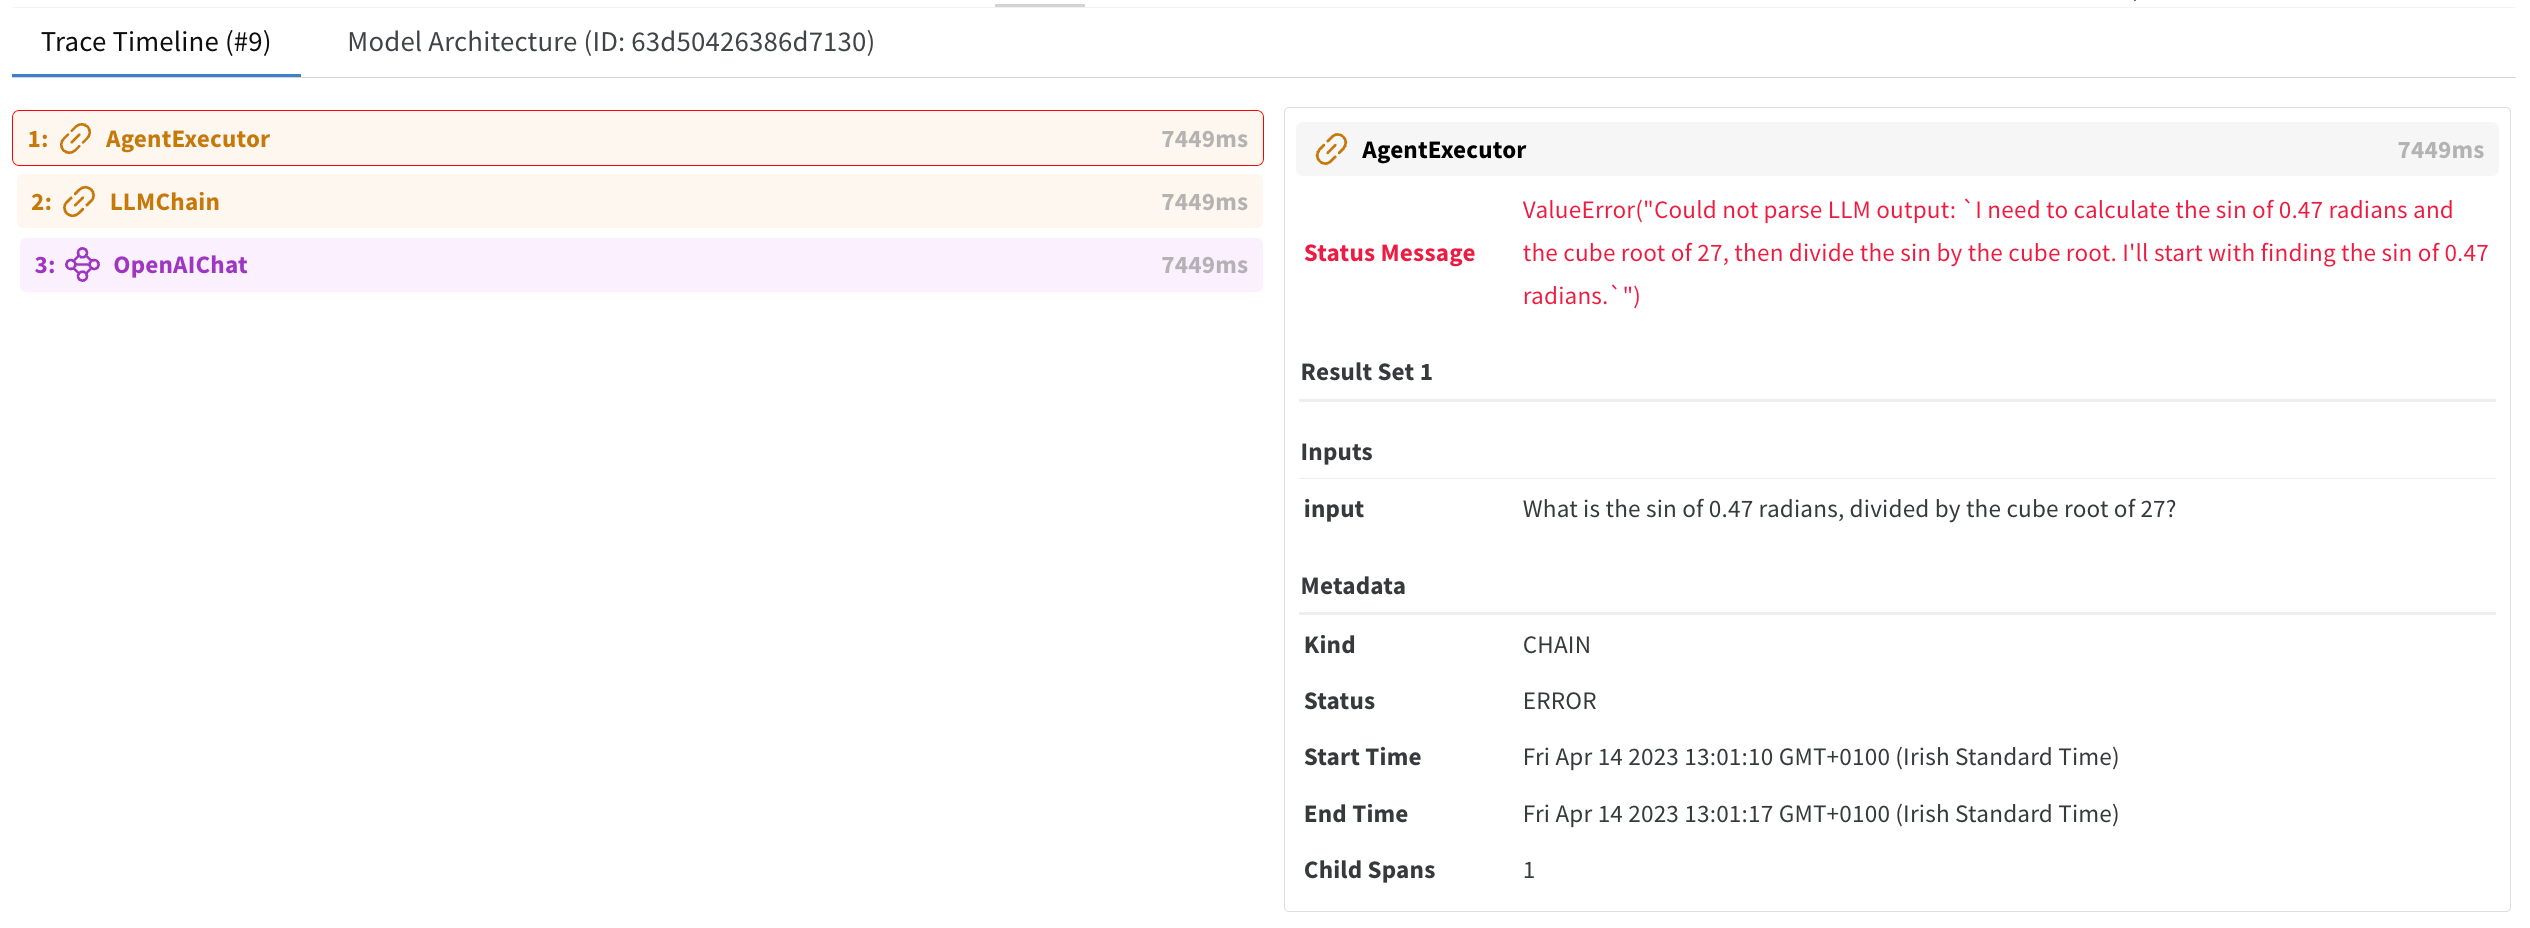 Trace Timeline (#9)
Model Architecture (ID: 63d50426386d7130)
1: AgentExecutor 7449ms
2: LLMChain 7449ms
3: OpenAIChat 7449ms
AgentExecutor 7449ms
Status Message
ValueError("Could not parse LLM output: `I need to calculate the sin of 0.47 radians and
the cube root of 27, then divide the sin by the cube root. I'll start with finding the sin of 0.47
radians.`")
Result Set 1
Inputs
input What is the sin of 0.47 radians, divided by the cube root of 27?
Metadata
Kind CHAIN
Status ERROR
Start Time Fri Apr 14 2023 13:01:10 GMT+0100 (Irish Standard Time)
End Time Fri Apr 14 2023 13:01:17 GMT+0100 (Irish Standard Time)
Child Spans 1